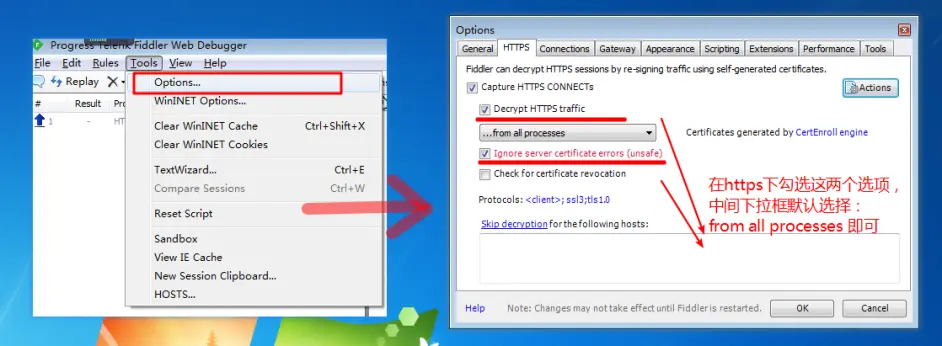 Progress Telerik Fiddler Web Debugger
File Edit Rules Tools View Help
Replay
# Result
1 - HT
Options...
WinINET Options...
Clear WinINET Cache Ctrl+Shift+X
Clear WinINET Cookies
TextWizard... Ctrl+E
Compare Sessions Ctrl+W
Reset Script
Sandbox
View IE Cache
New Session Clipboard...
HOSTS...
Options
General HTTPS Connections Gateway Appearance Scripting Extensions Performance Tools
Fiddler can decrypt HTTPS sessions by re-signing traffic using self-generated certificates.
Capture HTTPS CONNECTs
Actions
Decrypt HTTPS traffic
...from all processes
Certificates generated by CertEnroll engine
Ignore server certificate errors (unsafe)
Check for certificate revocation
Protocols: <client>; ssl3;tls1.0
Skip decryption for the following hosts:
在https下勾选这两个选项，
中间下拉框默认选择：
from all processes 即可
Help Note: Changes may not take effect until Fiddler is restarted. OK Cancel